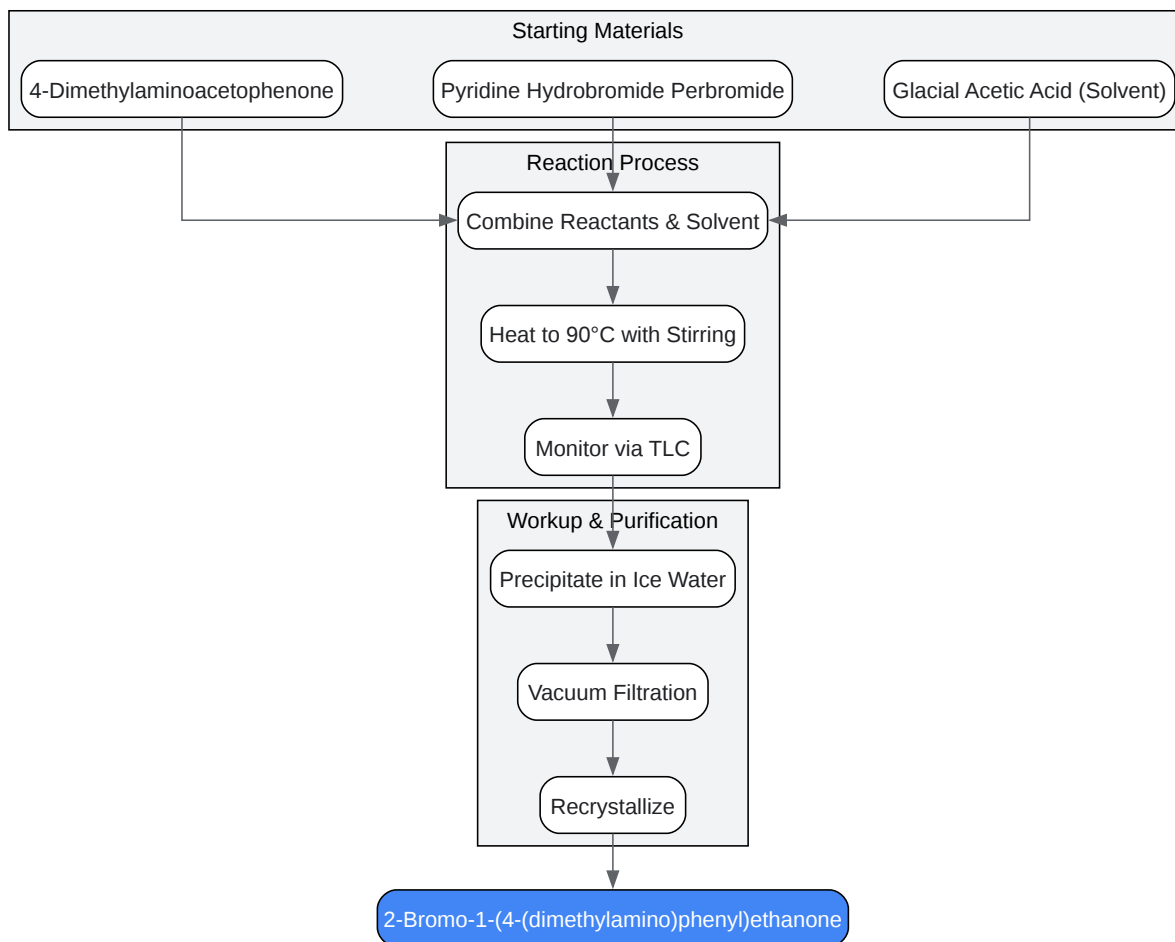 Starting Materials
4-Dimethylaminoacetophenone
Pyridine Hydrobromide Perbromide
Glacial Acetic Acid (Solvent)
Reaction Process
Combine Reactants & Solvent
Heat to 90°C with Stirring
Monitor via TLC
Workup & Purification
Precipitate in Ice Water
Vacuum Filtration
Recrystallize
2-Bromo-1-(4-(dimethylamino)phenyl)ethanone